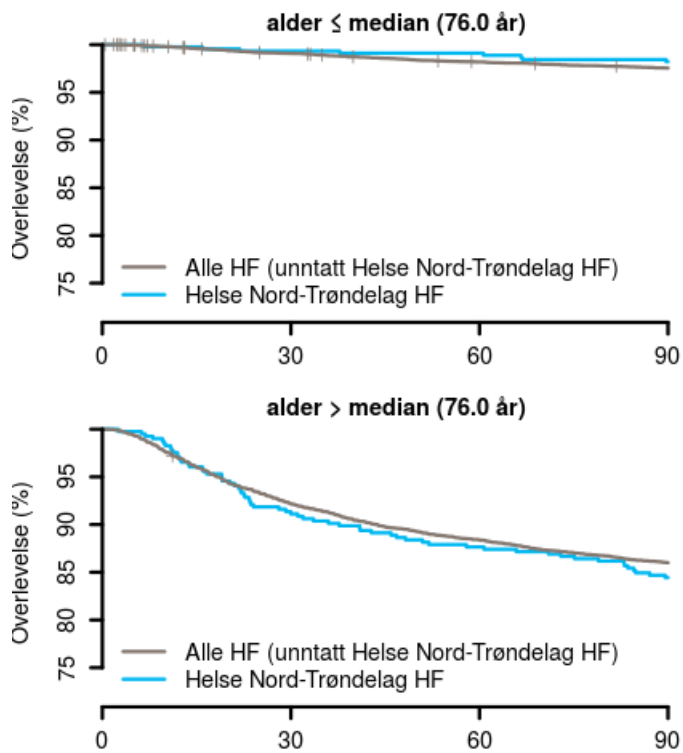 alder ≤ median (76.0 år)
Overlevelse (%)
95
90
85
80
75
Alle HF (unntatt Helse Nord-Trøndelag HF)
Helse Nord-Trøndelag HF
0 30 60 90
alder > median (76.0 år)
Overlevelse (%)
95
90
85
80
75
Alle HF (unntatt Helse Nord-Trøndelag HF)
Helse Nord-Trøndelag HF
0 30 60 90